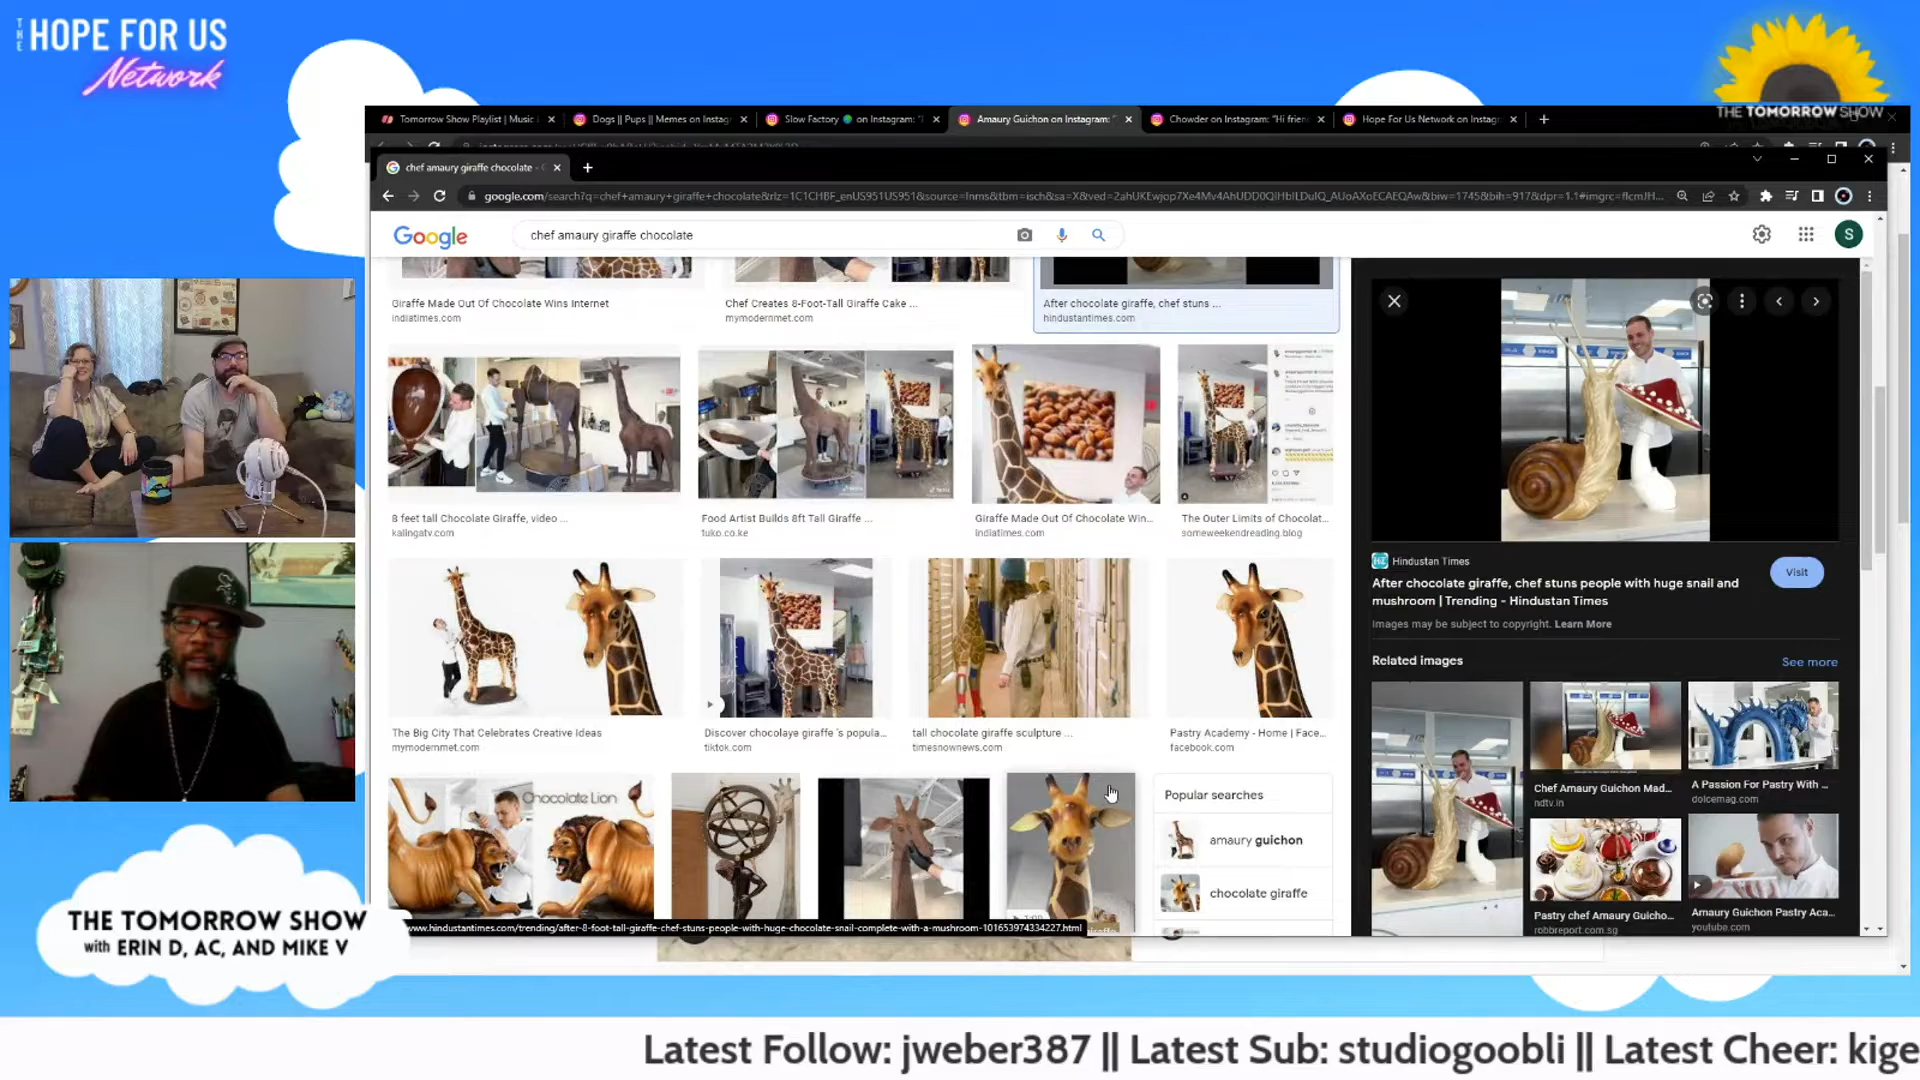 THE HOPE FOR US
Network
THE TOMORROW SHOW
Tomorrow Show Playlist | Music
Dogs || Pups || Memes on Instag
Slow Factory on Instagram: "
Amaury Guichon on Instagram: "
Chowder on Instagram: "Hi frien
Hope For Us Network on Instagram
chef amaury giraffe chocolate -
Google
chef amaury giraffe chocolate
S
Giraffe Made Out Of Chocolate Wins Internet
indiatimes.com
Chef Creates 8-Foot-Tall Giraffe Cake ...
mymodernmet.com
After chocolate giraffe, chef stuns ...
hindustantimes.com
8 feet tall Chocolate Giraffe, video ...
kalingatv.com
Food Artist Builds 8ft Tall Giraffe ...
tuko.co.ke
Giraffe Made Out Of Chocolate Win...
indiatimes.com
The Outer Limits of Chocolat...
someweekendreading.blog
The Big City That Celebrates Creative Ideas
mymodernmet.com
Discover chocolaye giraffe 's popula...
tiktok.com
tall chocolate giraffe sculpture ...
timesnownews.com
Pastry Academy - Home | Face...
facebook.com
Chocolate Lion
Popular searches
amaury guichon
chocolate giraffe
www.hindustantimes.com/trending/after-8-foot-tall-giraffe-chef-stuns-people-with-huge-chocolate-snail-complete-with-a-mushroom-101653974334227.html
Hindustan Times
After chocolate giraffe, chef stuns people with huge snail and
mushroom | Trending - Hindustan Times
Visit
Images may be subject to copyright. Learn More
Related images
See more
Chef Amaury Guichon Mad...
ndtv.in
A Passion For Pastry With ...
dolcemag.com
Pastry chef Amaury Guicho...
robbreport.com.sg
Amaury Guichon Pastry Aca...
youtube.com
THE TOMORROW SHOW
with ERIN D, AC, AND MIKE V
Latest Follow: jweber387 || Latest Sub: studiogoobli || Latest Cheer: kige